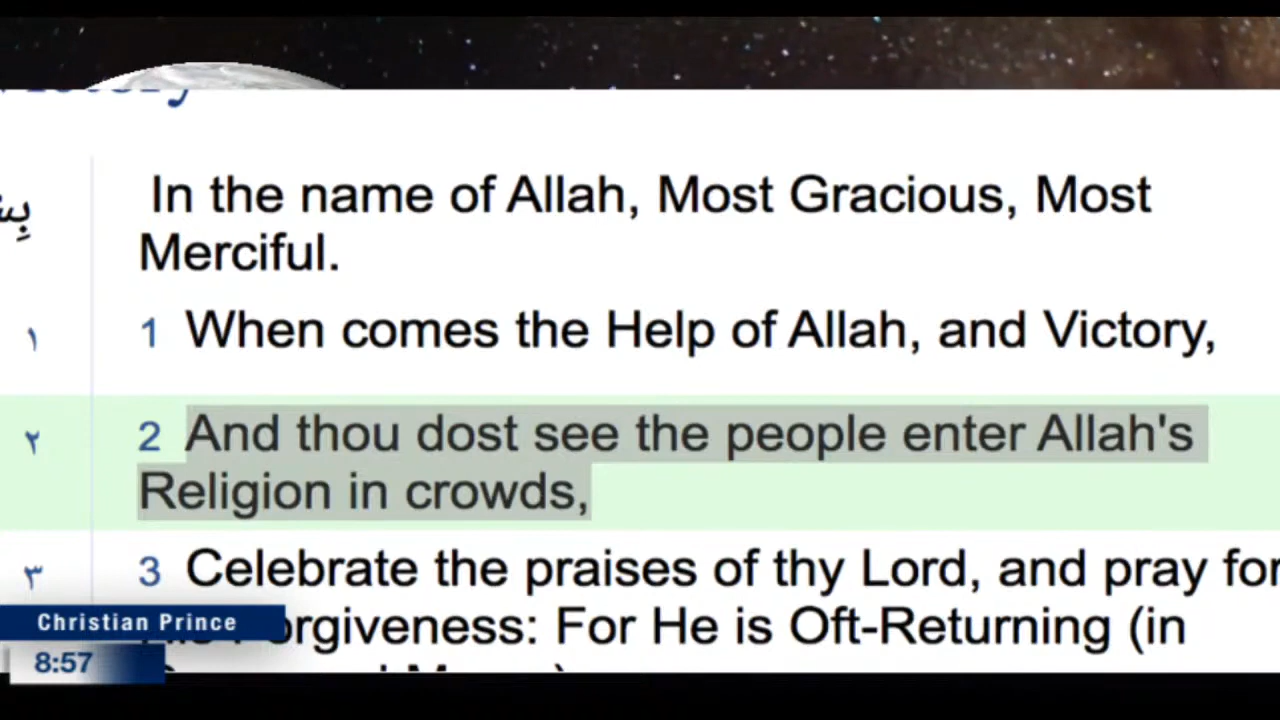 In the name of Allah, Most Gracious, Most
Merciful.
١ 1 When comes the Help of Allah, and Victory,
٢ 2 And thou dost see the people enter Allah's
Religion in crowds,
٣ 3 Celebrate the praises of thy Lord, and pray for
orgiveness: For He is Oft-Returning (in
Christian Prince
8:57